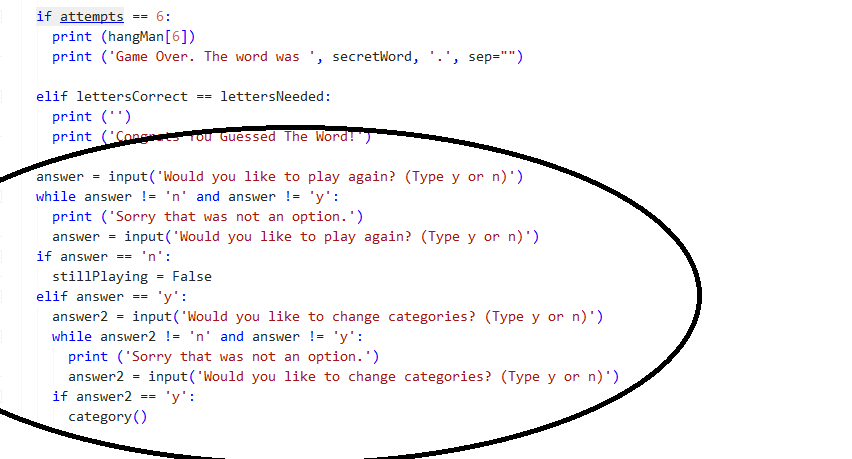 if attempts == 6:
  print (hangMan[6])
  print ('Game Over. The word was ', secretWord, '.', sep="")
elif lettersCorrect == lettersNeeded:
  print ('')
  print ('Congrats You Guessed The Word!')
answer = input('Would you like to play again? (Type y or n)')
while answer != 'n' and answer != 'y':
  print ('Sorry that was not an option.')
  answer = input('Would you like to play again? (Type y or n)')
if answer == 'n':
  stillPlaying = False
elif answer == 'y':
  answer2 = input('Would you like to change categories? (Type y or n)')
  while answer2 != 'n' and answer != 'y':
    print ('Sorry that was not an option.')
    answer2 = input('Would you like to change categories? (Type y or n)')
  if answer2 == 'y':
    category()